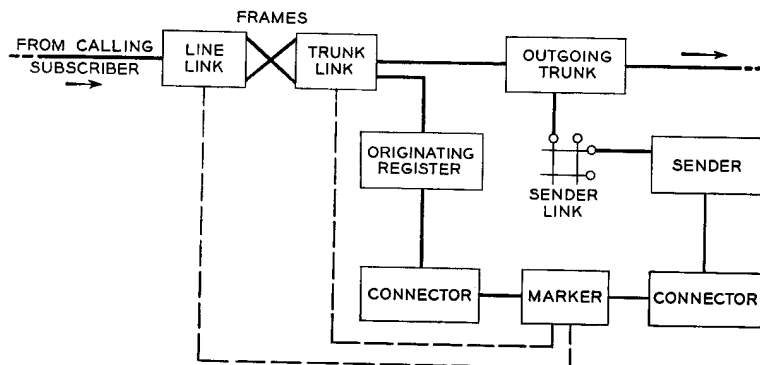 FRAMES
FROM CALLING
SUBSCRIBER
LINE
LINK
TRUNK
LINK
OUTGOING
TRUNK
ORIGINATING
REGISTER
SENDER
LINK
SENDER
CONNECTOR
MARKER
CONNECTOR